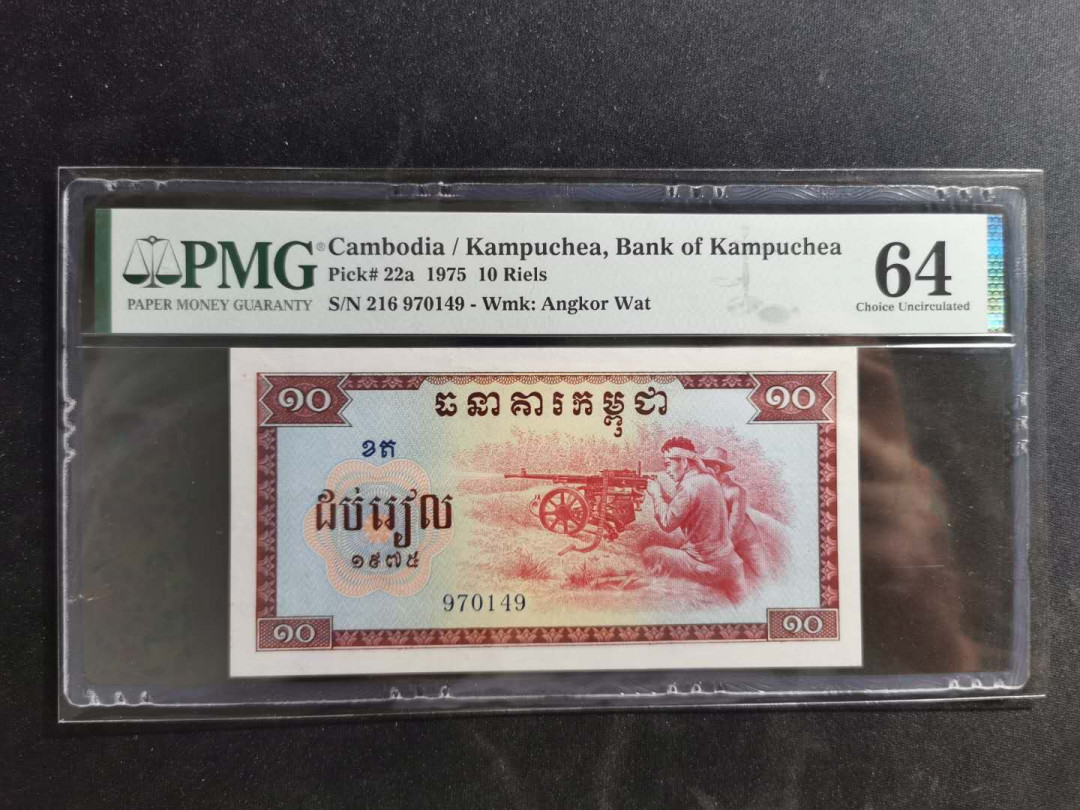 PMG®
PAPER MONEY GUARANTY
Cambodia / Kampuchea, Bank of Kampuchea
Pick# 22a 1975 10 Riels
S/N 216 970149 - Wmk: Angkor Wat
64
Choice Uncirculated
១០
ធនាគារកម្ពុជា
១០
ខត
ដប់រៀល
១៩៧៥
970149
១០
១០